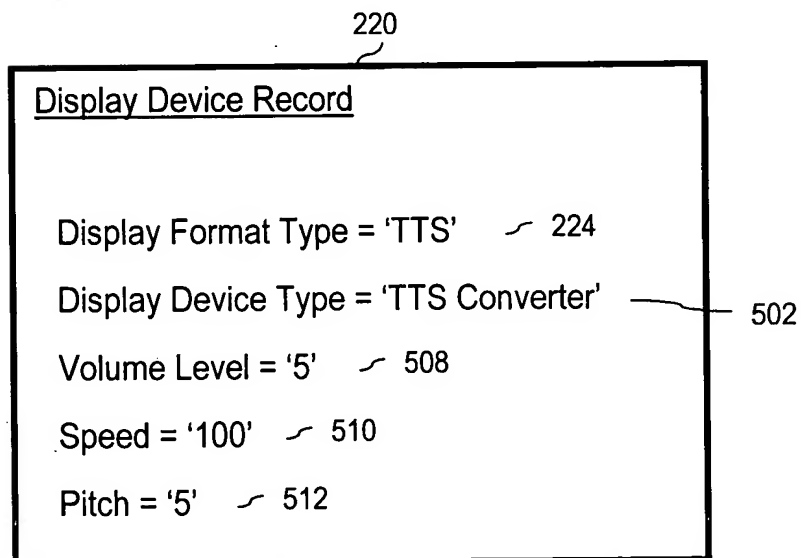 220
Display Device Record
Display Format Type = ‘TTS’ 224
Display Device Type = ‘TTS Converter’ 502
Volume Level = ‘5’ 508
Speed = ‘100’ 510
Pitch = ‘5’ 512